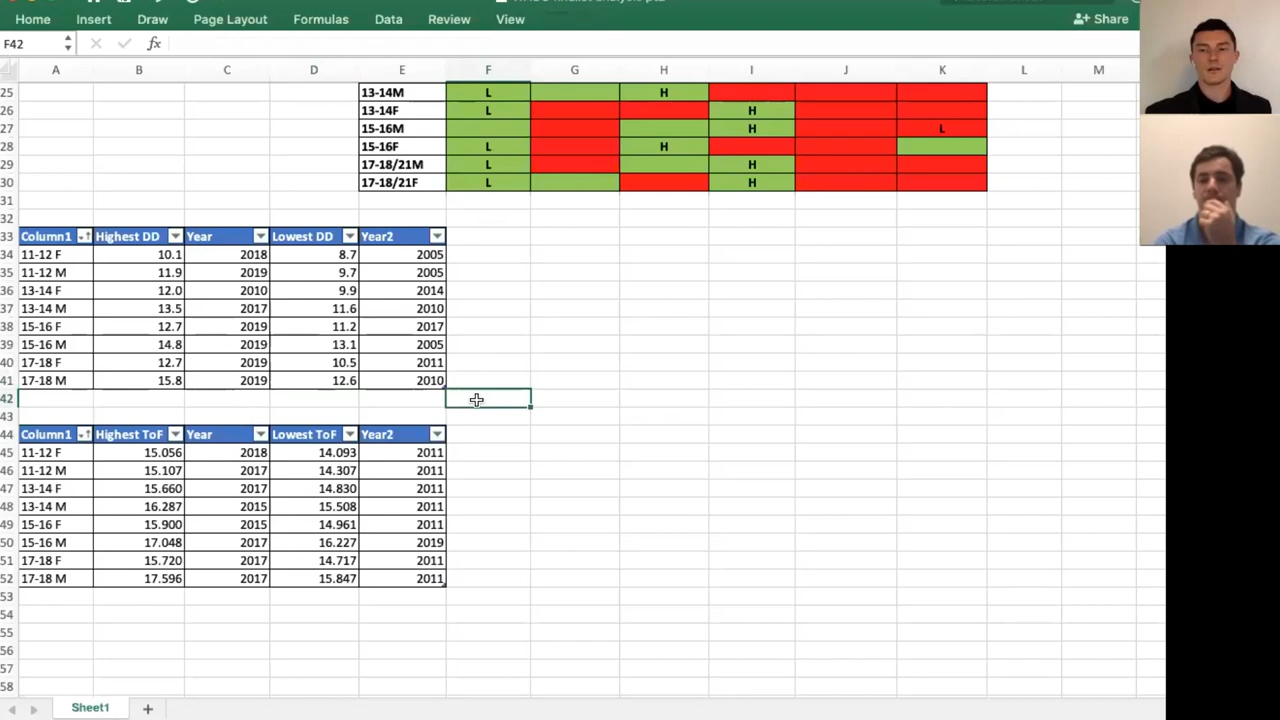 Home Insert Draw Page Layout Formulas Data Review View Share
F42 fx
A B C D E F G H I J K L M
25 13-14M L H
26 13-14F L H
27 15-16M H L
28 15-16F L H
29 17-18/21M L H
30 17-18/21F L H
31
32
33 Column1 Highest DD Year Lowest DD Year2
34 11-12 F 10.1 2018 8.7 2005
35 11-12 M 11.9 2019 9.7 2005
36 13-14 F 12.0 2010 9.9 2014
37 13-14 M 13.5 2017 11.6 2010
38 15-16 F 12.7 2019 11.2 2017
39 15-16 M 14.8 2019 13.1 2005
40 17-18 F 12.7 2019 10.5 2011
41 17-18 M 15.8 2019 12.6 2010
42
43
44 Column1 Highest ToF Year Lowest ToF Year2
45 11-12 F 15.056 2018 14.093 2011
46 11-12 M 15.107 2017 14.307 2011
47 13-14 F 15.660 2017 14.830 2011
48 13-14 M 16.287 2015 15.508 2011
49 15-16 F 15.900 2015 14.961 2011
50 15-16 M 17.048 2017 16.227 2019
51 17-18 F 15.720 2017 14.717 2011
52 17-18 M 17.596 2017 15.847 2011
53
54
55
56
57
58
Sheet1